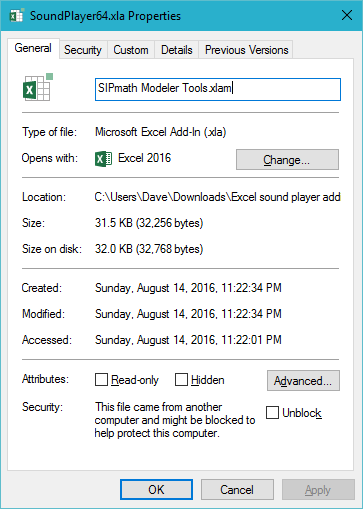 SoundPlayer64.xla Properties
General Security Custom Details Previous Versions
SIPmath Modeler Tools.xlam
Type of file: Microsoft Excel Add-In (.xla)
Opens with: Excel 2016 Change...
Location: C:\Users\Dave\Downloads\Excel sound player add
Size: 31.5 KB (32,256 bytes)
Size on disk: 32.0 KB (32,768 bytes)
Created: Sunday, August 14, 2016, 11:22:34 PM
Modified: Sunday, August 14, 2016, 11:22:34 PM
Accessed: Sunday, August 14, 2016, 11:22:01 PM
Attributes: Read-only Hidden Advanced...
Security: This file came from another
computer and might be blocked to
help protect this computer.
Unblock
OK Cancel Apply